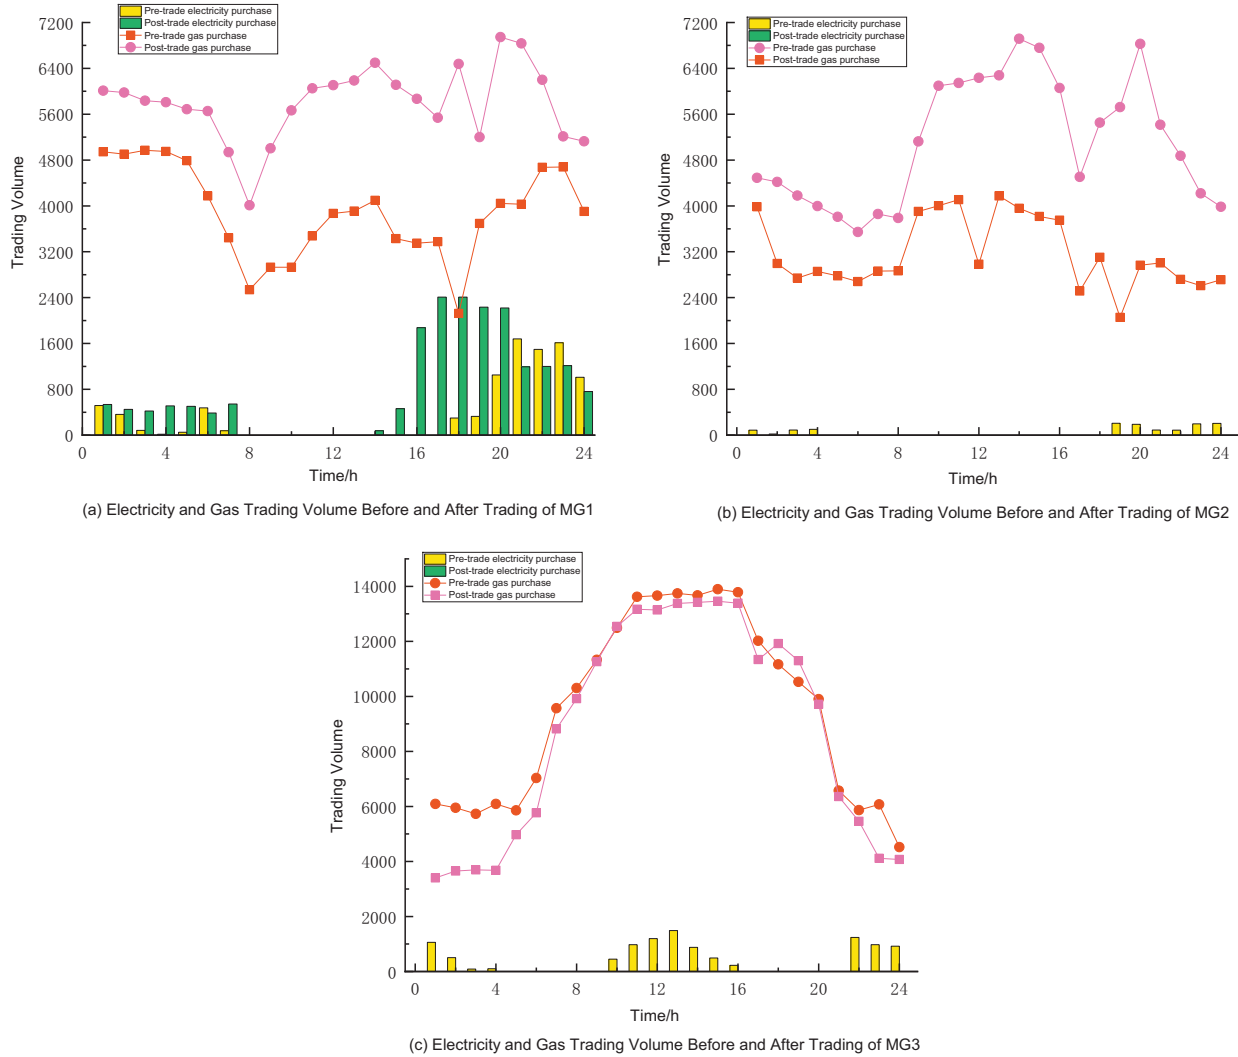 Pre-trade electricity purchase
Post-trade electricity purchase
Pre-trade gas purchase
Post-trade gas purchase
7200
6400
5600
4800
4000
3200
2400
1600
800
0
Trading Volume
0 4 8 12 16 20 24
Time/h
(a) Electricity and Gas Trading Volume Before and After Trading of MG1
Pre-trade electricity purchase
Post-trade electricity purchase
Pre-trade gas purchase
Post-trade gas purchase
7200
6400
5600
4800
4000
3200
2400
1600
800
0
Trading Volume
0 4 8 12 16 20 24
Time/h
(b) Electricity and Gas Trading Volume Before and After Trading of MG2
Pre-trade electricity purchase
Post-trade electricity purchase
Pre-trade gas purchase
Post-trade gas purchase
14000
12000
10000
8000
6000
4000
2000
0
Trading Volume
0 4 8 12 16 20 24
Time/h
(c) Electricity and Gas Trading Volume Before and After Trading of MG3